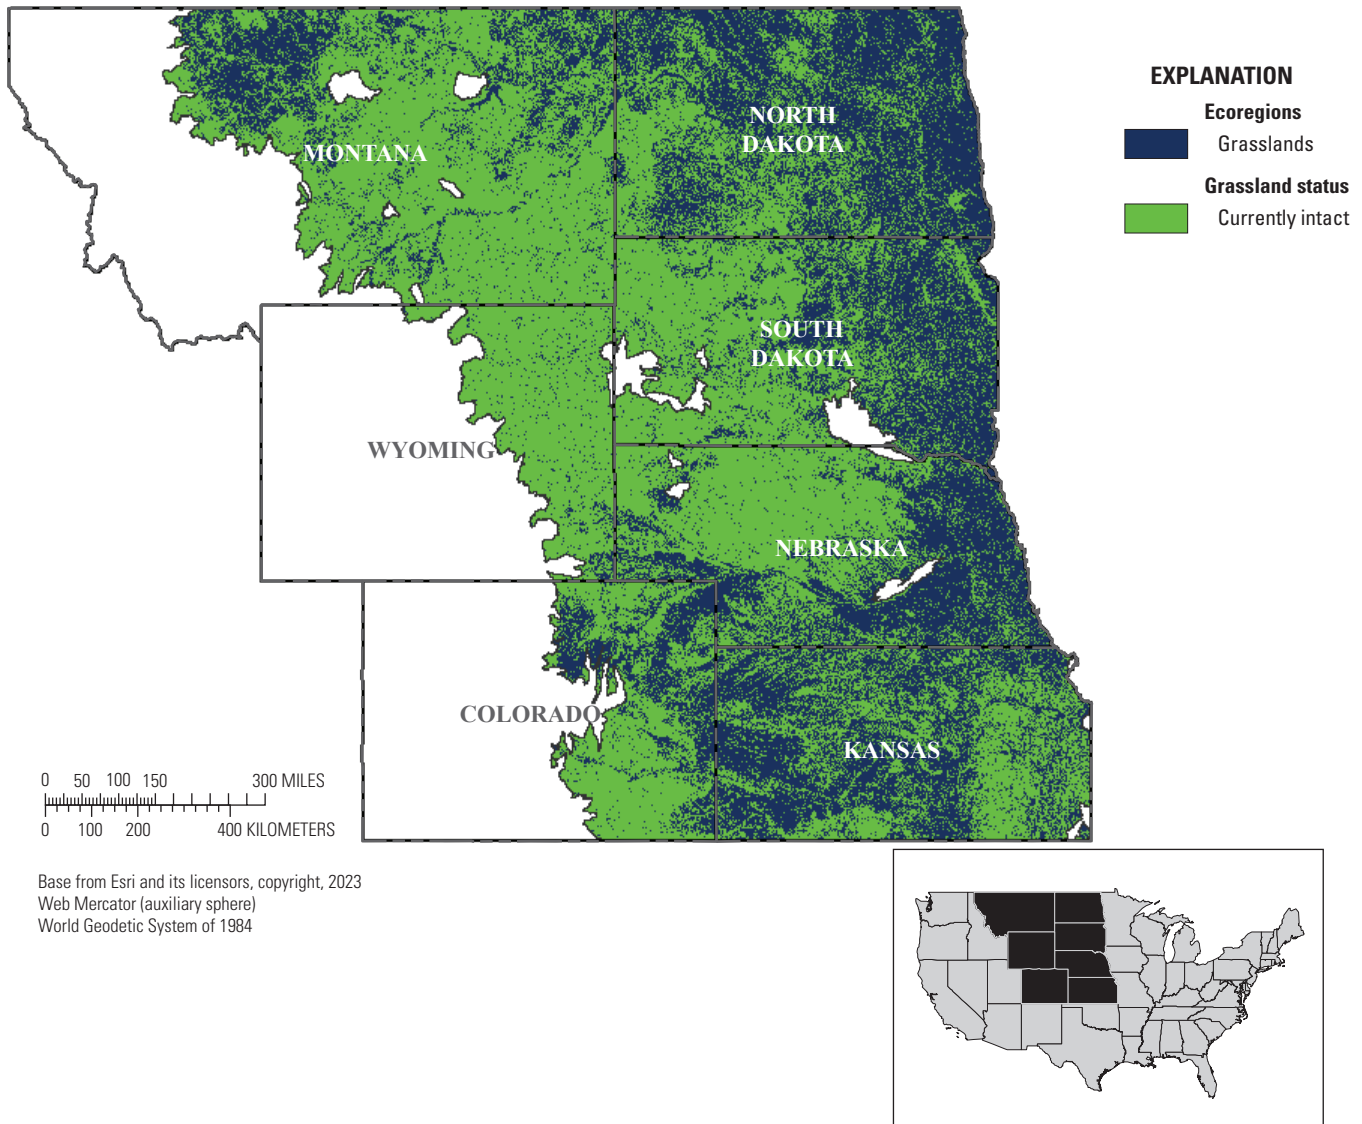 EXPLANATION
Ecoregions
Grasslands
Grassland status
Currently intact
MONTANA
NORTH
DAKOTA
SOUTH
DAKOTA
WYOMING
NEBRASKA
COLORADO
KANSAS
0 50 100 150 300 MILES
0 100 200 400 KILOMETERS
Base from Esri and its licensors, copyright, 2023
Web Mercator (auxiliary sphere)
World Geodetic System of 1984